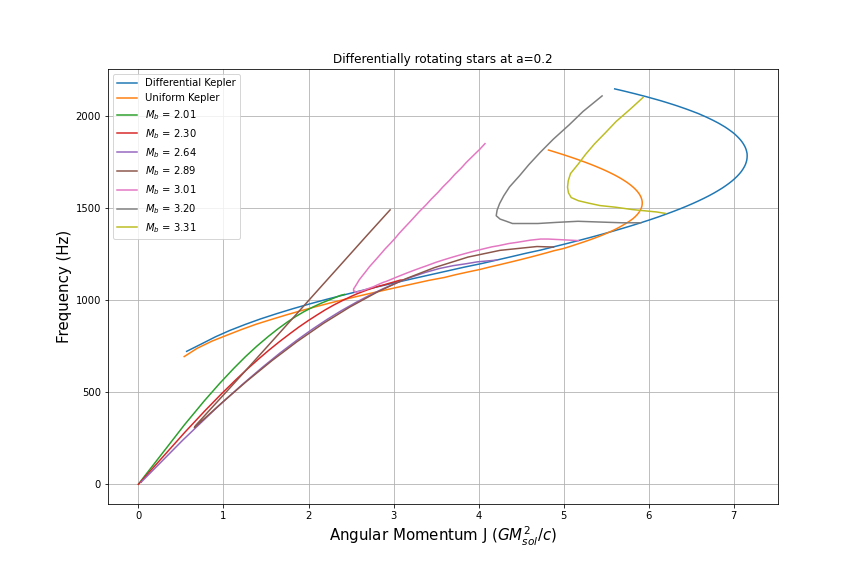 Differentially rotating stars at a=0.2
Differential Kepler
Uniform Kepler
M_b = 2.01
M_b = 2.30
M_b = 2.64
M_b = 2.89
M_b = 3.01
M_b = 3.20
M_b = 3.31
Frequency (Hz)
2000
1500
1000
500
0
0 1 2 3 4 5 6 7
Angular Momentum J (GM_{sol}^2/c)